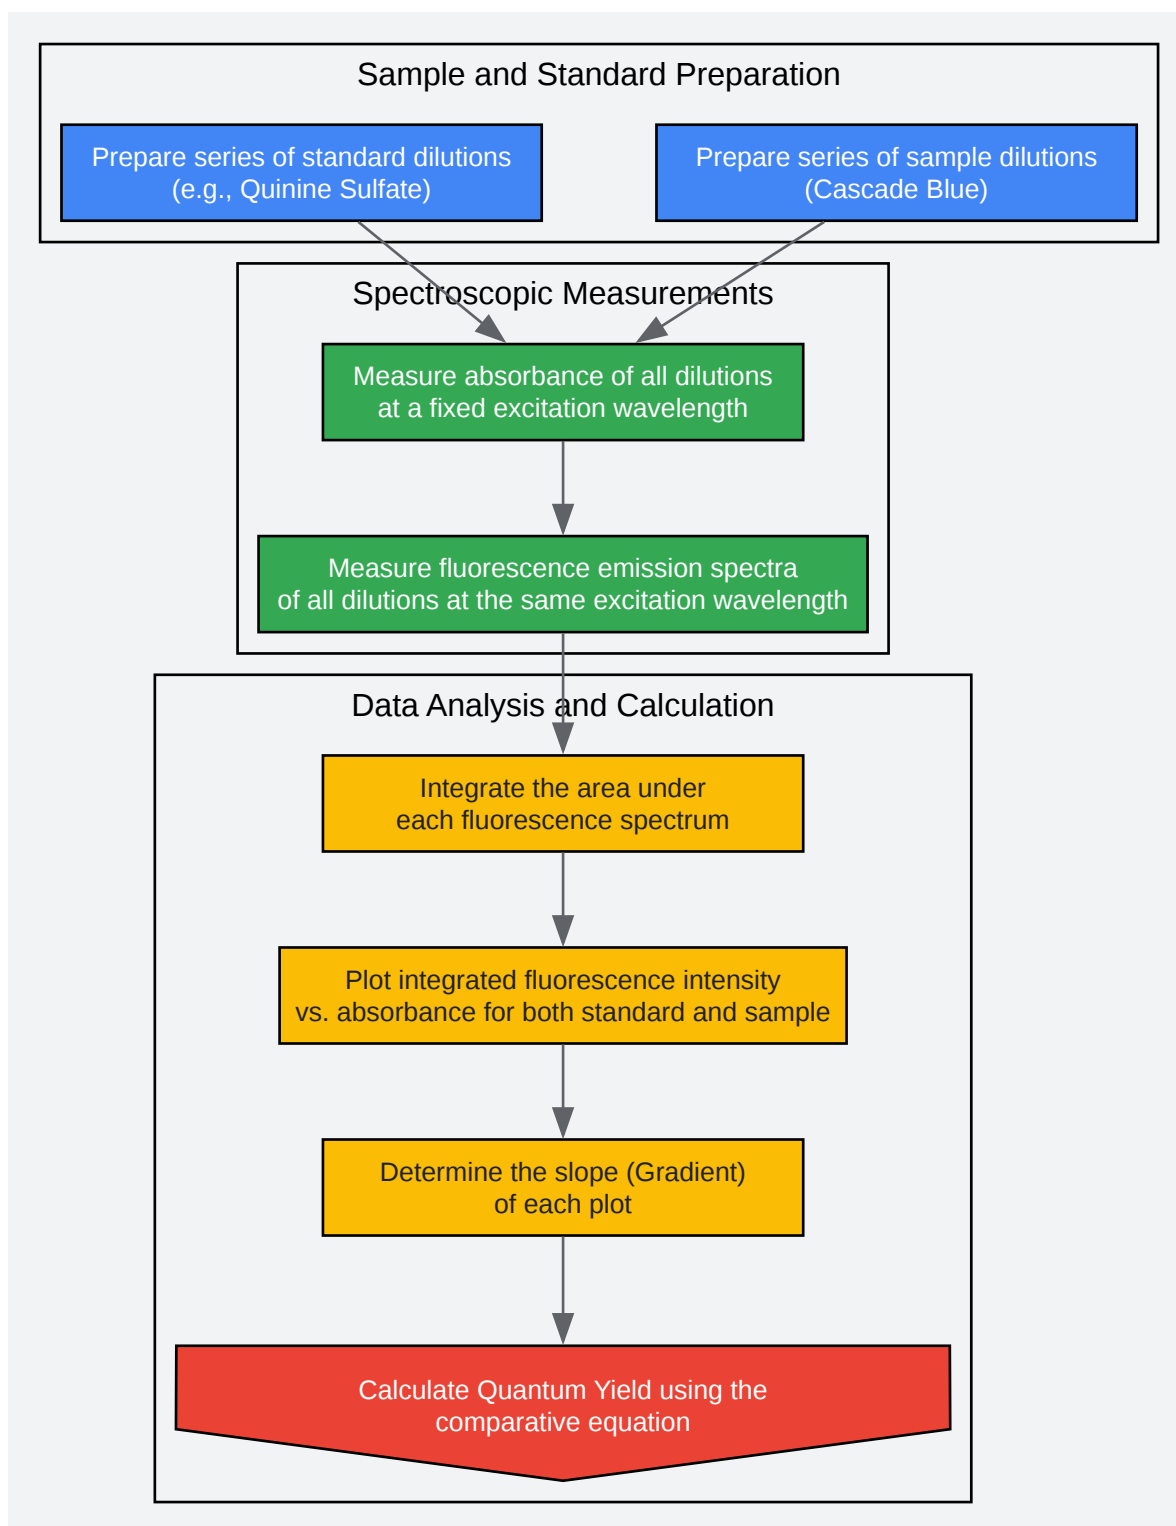 Sample and Standard Preparation
Prepare series of standard dilutions
(e.g., Quinine Sulfate)
Prepare series of sample dilutions
(Cascade Blue)
Spectroscopic Measurements
Measure absorbance of all dilutions
at a fixed excitation wavelength
Measure fluorescence emission spectra
of all dilutions at the same excitation wavelength
Data Analysis and Calculation
Integrate the area under
each fluorescence spectrum
Plot integrated fluorescence intensity
vs. absorbance for both standard and sample
Determine the slope (Gradient)
of each plot
Calculate Quantum Yield using the
comparative equation